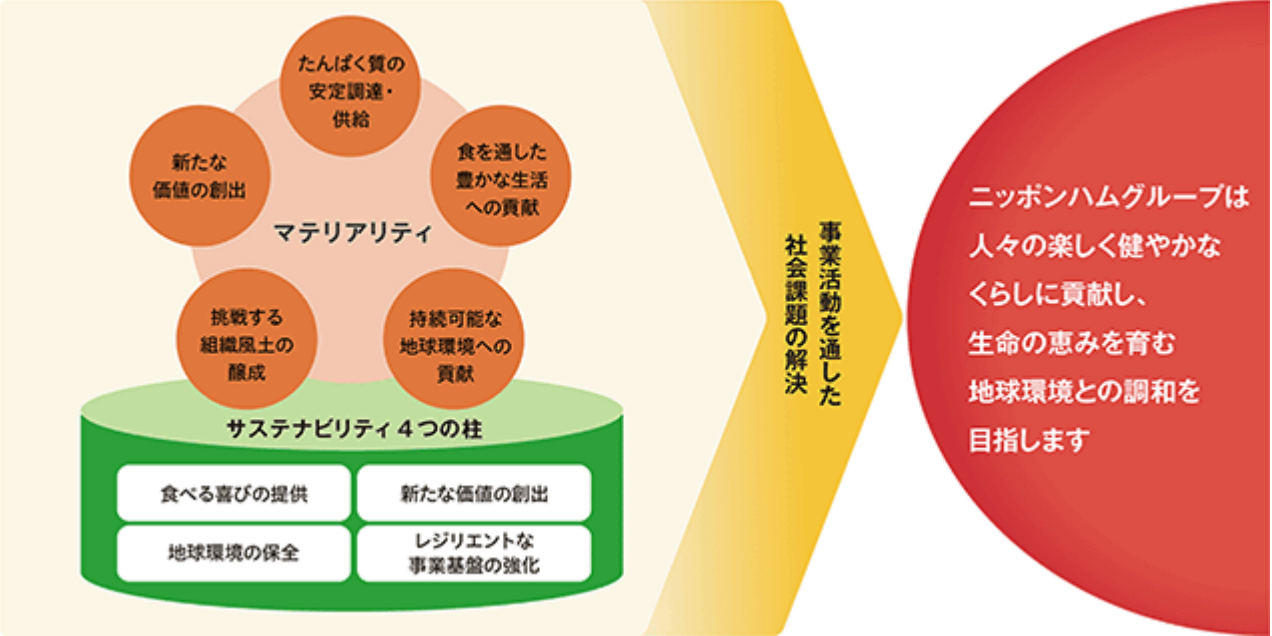 たんぱく質の
安定調達・
供給
新たな
価値の創出
食を通した
豊かな生活
への貢献
マテリアリティ
挑戦する
組織風土の
醸成
持続可能な
地球環境への
貢献
サステナビリティ4つの柱
食べる喜びの提供
新たな価値の創出
地球環境の保全
レジリエントな
事業基盤の強化
事業活動を通した
社会課題の解決
ニッポンハムグループは
人々の楽しく健やかな
くらしに貢献し、
生命の恵みを育む
地球環境との調和を
目指します